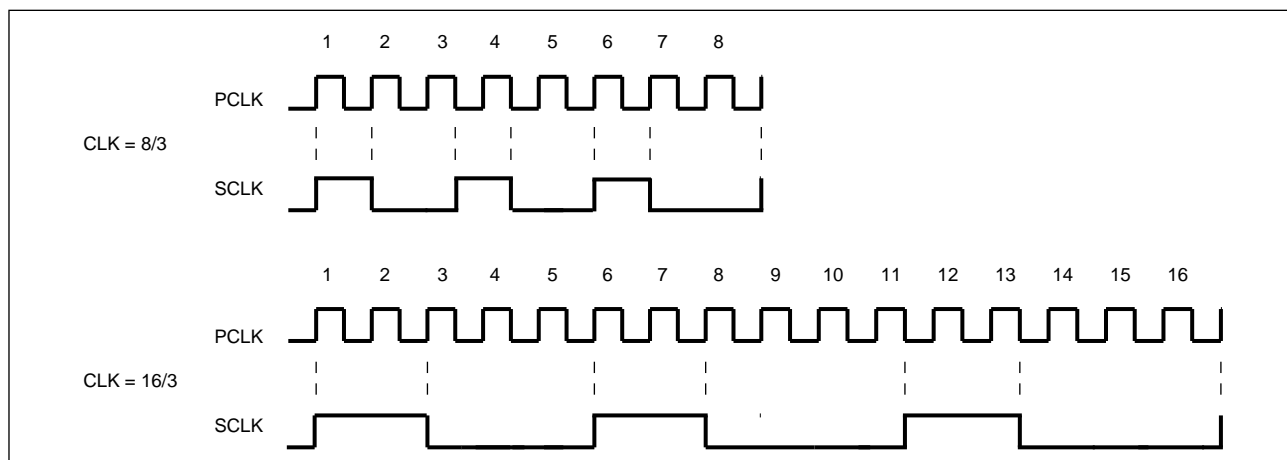 1 2 3 4 5 6 7 8
PCLK
CLK = 8/3
SCLK
1 2 3 4 5 6 7 8 9 10 11 12 13 14 15 16
PCLK
CLK = 16/3
SCLK